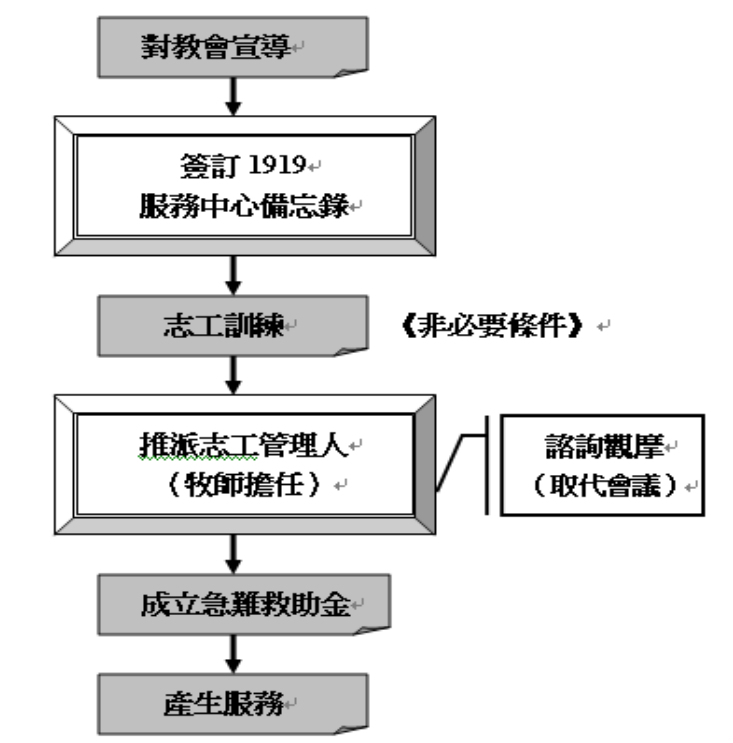 對教會宣導
簽訂 1919
服務中心備忘錄
志工訓練
《非必要條件》
推派志工管理人
（牧師擔任）
諮詢觀摩
（取代會議）
成立急難救助金
產生服務